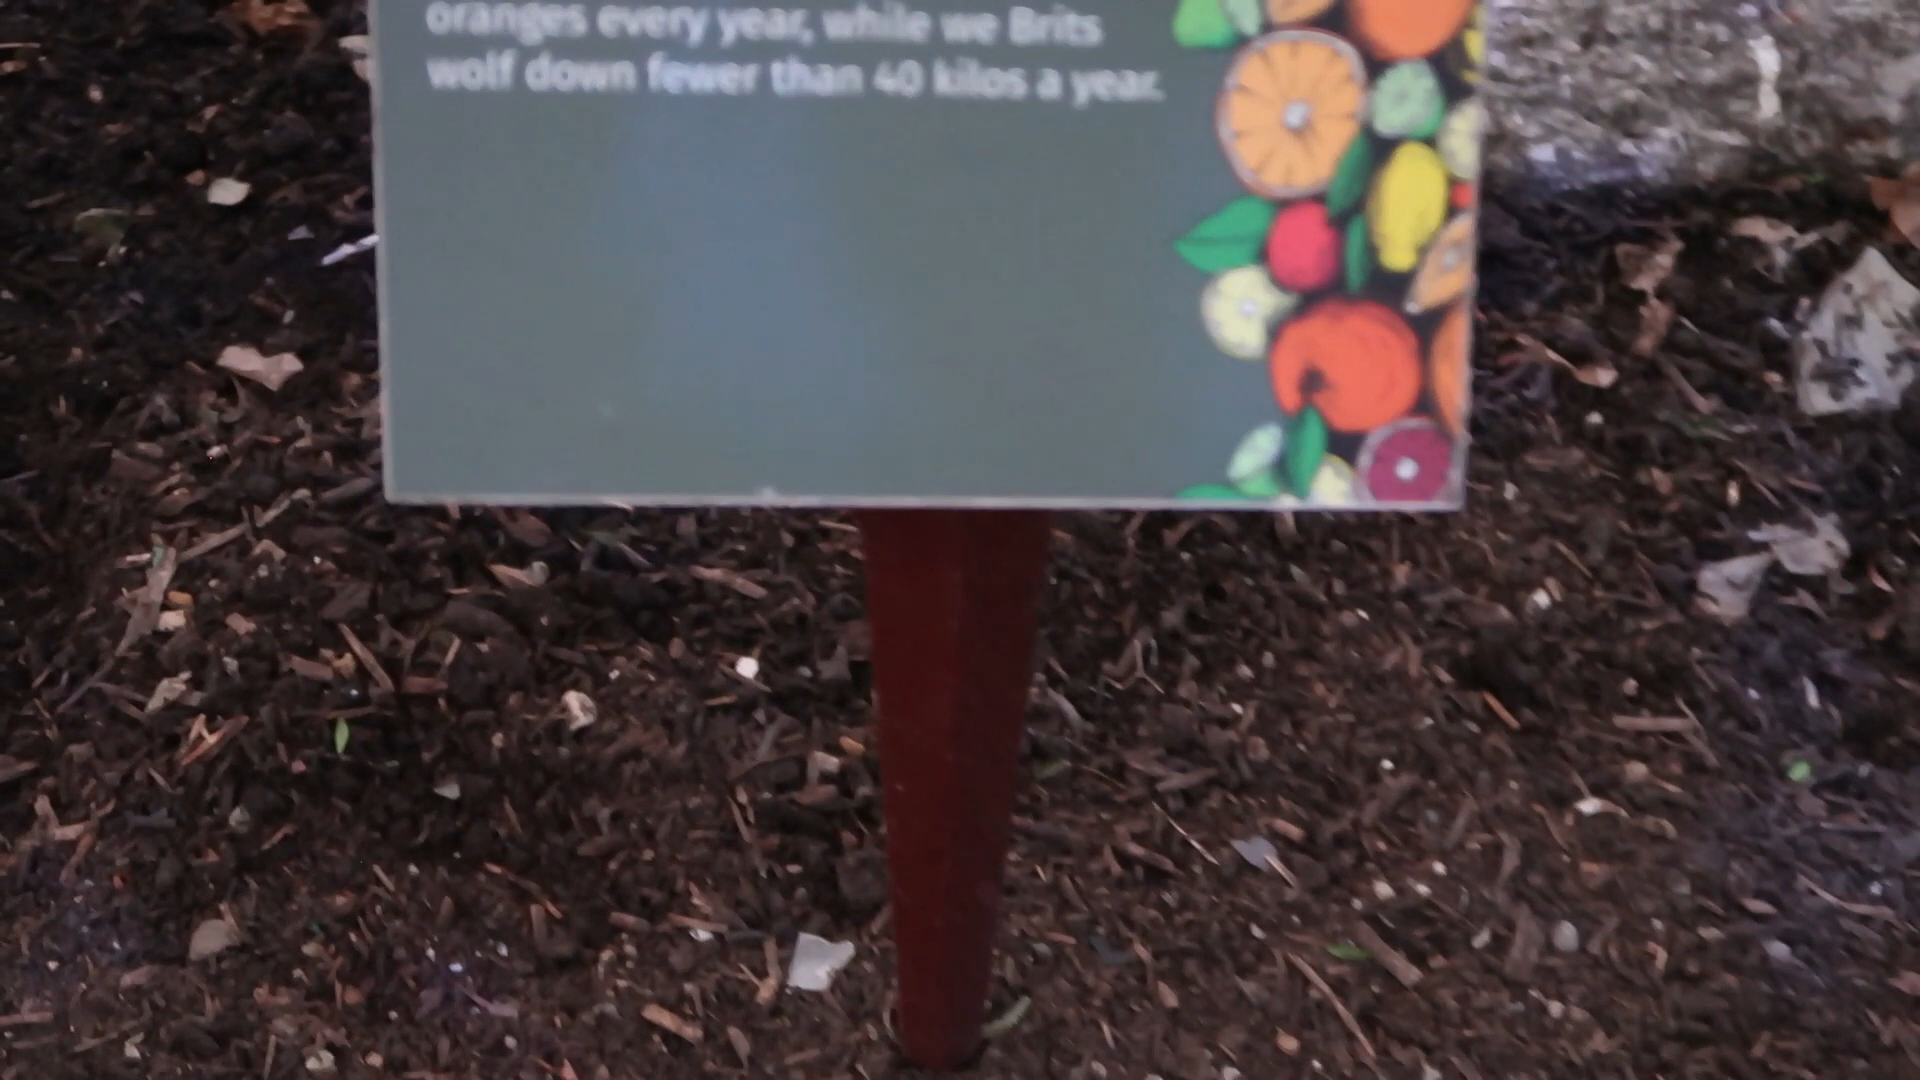 oranges every year, while we Brits
wolf down fewer than 40 kilos a year.